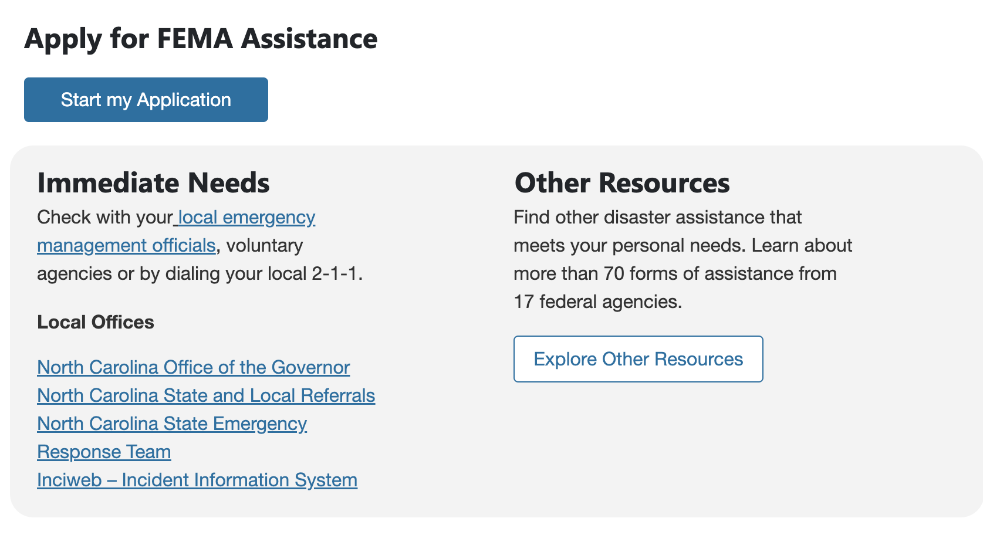 Apply for FEMA Assistance
Start my Application
Immediate Needs
Check with your local emergency
management officials, voluntary
agencies or by dialing your local 2-1-1.
Local Offices
North Carolina Office of the Governor
North Carolina State and Local Referrals
North Carolina State Emergency
Response Team
Inciweb – Incident Information System
Other Resources
Find other disaster assistance that
meets your personal needs. Learn about
more than 70 forms of assistance from
17 federal agencies.
Explore Other Resources